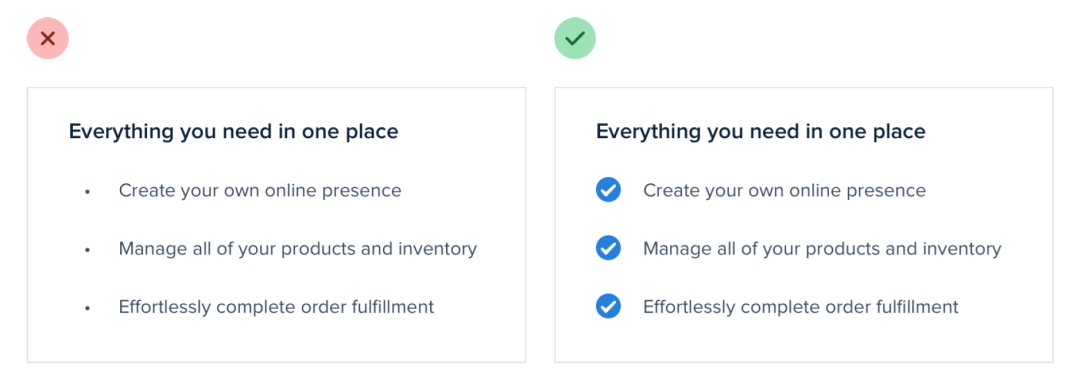 Everything you need in one place
• Create your own online presence
• Manage all of your products and inventory
• Effortlessly complete order fulfillment
Everything you need in one place
Create your own online presence
Manage all of your products and inventory
Effortlessly complete order fulfillment